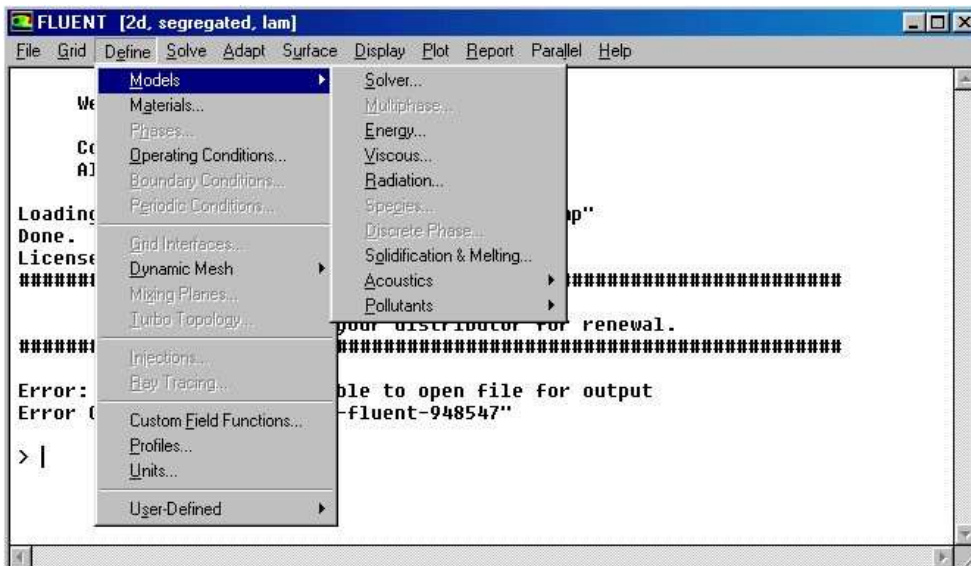 FLUENT [2d, segregated, lam]
File Grid Define Solve Adapt Surface Display Plot Report Parallel Help
Models
Materials...
Phases...
Operating Conditions...
Boundary Conditions...
Periodic Conditions...
Grid Interfaces...
Dynamic Mesh
Mixing Planes...
Turbo Topology...
Injections...
Ray Tracing...
Custom Field Functions...
Profiles...
Units...
User-Defined
Solver...
Multiphase...
Energy...
Viscous...
Radiation...
Species...
Discrete Phase...
Solidification & Melting...
Acoustics
Pollutants
We
Co
Al
Loading
Done.
License
####### ############################
your distributor for renewal.
####### ###################################################
Error: ble to open file for output
Error -fluent-948547"
> |